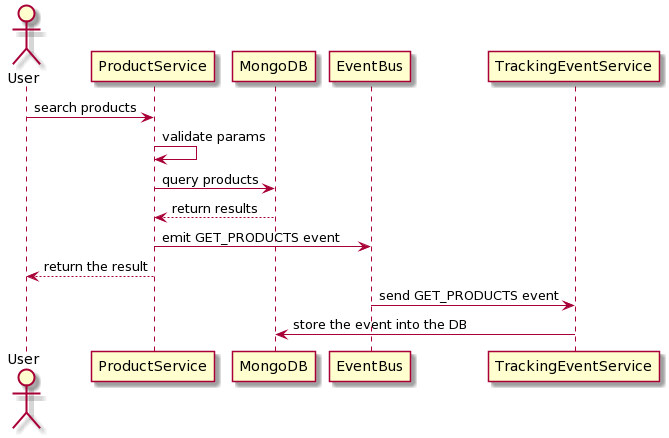 User
ProductService
MongoDB
EventBus
TrackingEventService
search products
validate params
query products
return results
emit GET_PRODUCTS event
return the result
send GET_PRODUCTS event
store the event into the DB
User
ProductService
MongoDB
EventBus
TrackingEventService